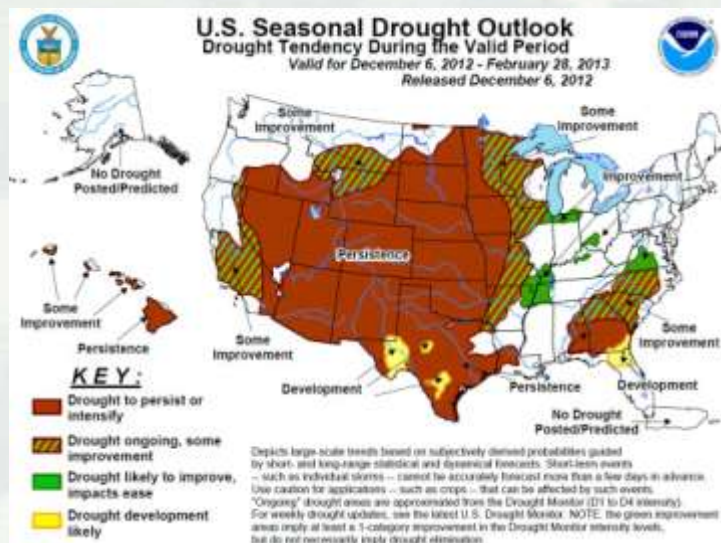 U.S. Seasonal Drought Outlook
Drought Tendency During the Valid Period
Valid for December 6, 2012 - February 28, 2013
Released December 6, 2012
Some
Improvement
Some
Improvement
No Drought
Posted/Predicted
Improvement
Persistence
Some
Improvement
Persistence
Some
Improvement
Some
Improvement
Development
Persistence
Development
No Drought
Posted/Predicted
KEY:
Drought to persist or
intensify
Drought ongoing, some
improvement
Drought likely to improve,
impacts ease
Drought development
likely
Depicts large-scale trends based on subjectively derived probabilities guided
by short- and long-range statistical and dynamical forecasts. Short-term events
-- such as individual storms -- cannot be accurately forecast more than a few days in advance.
Use caution for applications -- such as crops -- that can be affected by such events.
"Ongoing" drought areas are approximated from the Drought Monitor (D1 to D4 intensity).
For weekly drought updates, see the latest U.S. Drought Monitor. NOTE: the green improvement
areas imply at least a 1-category improvement in the Drought Monitor intensity levels,
but do not necessarily imply drought elimination.